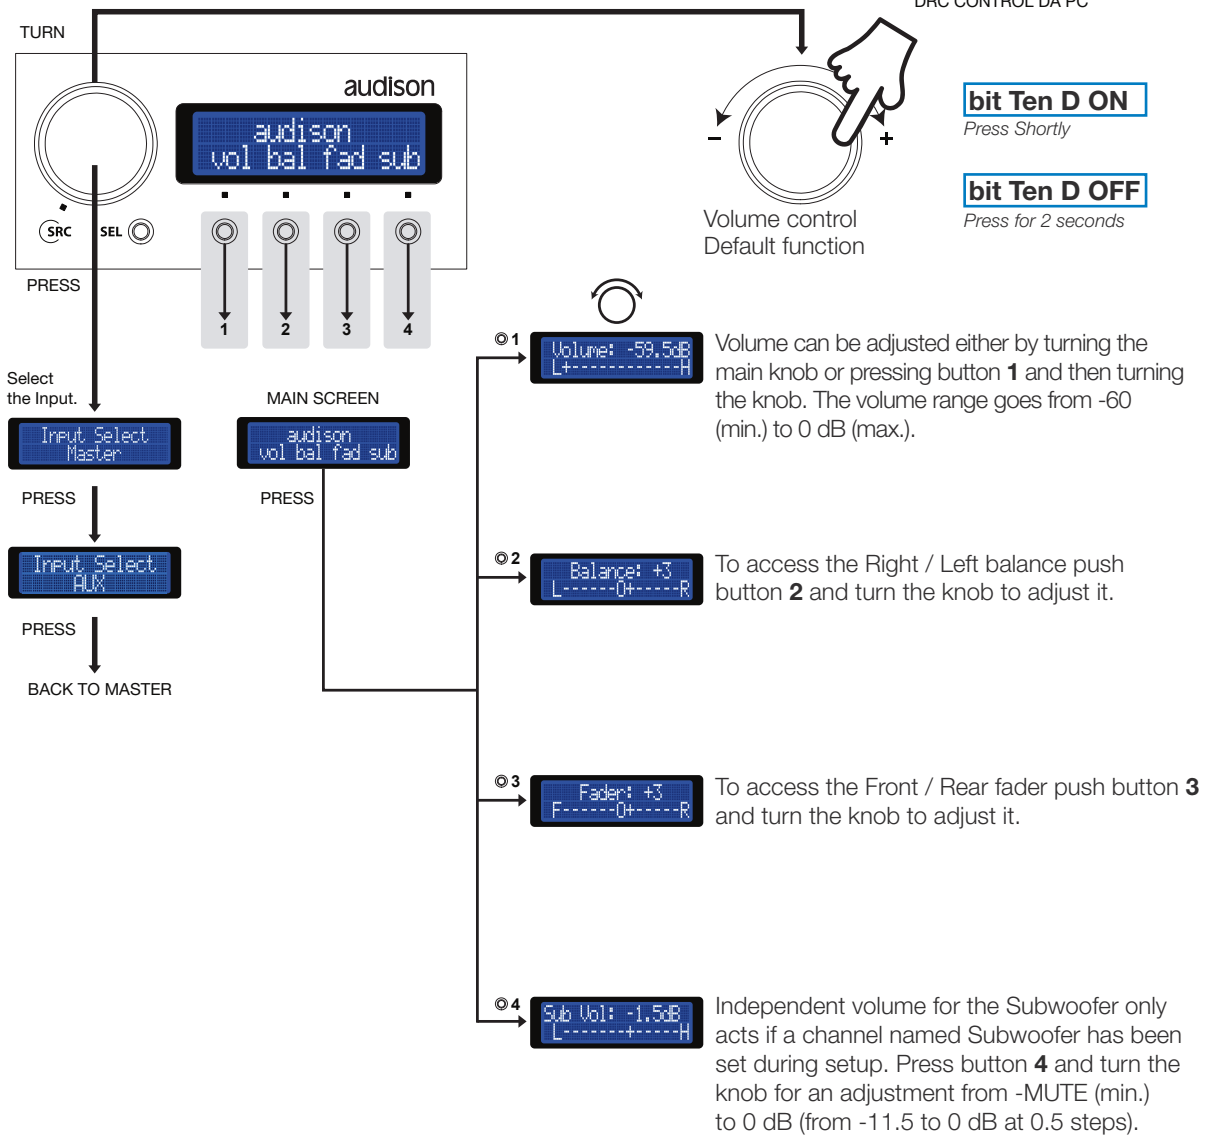 DRC CONTROL DA PC
TURN
audison
audison
vol bal fad sub
SRC
SEL
PRESS
1
2
3
4
-
+
Volume control
Default function
bit Ten D ON
Press Shortly
bit Ten D OFF
Press for 2 seconds
Select
the Input.
Input Select
Master
PRESS
Input Select
AUX
PRESS
BACK TO MASTER
MAIN SCREEN
audison
vol bal fad sub
PRESS
1
Volume: -59.5dB
L+------------H
Volume can be adjusted either by turning the
main knob or pressing button 1 and then turning
the knob. The volume range goes from -60
(min.) to 0 dB (max.).
2
Balance: +3
L------0+-----R
To access the Right / Left balance push
button 2 and turn the knob to adjust it.
3
Fader: +3
F------0+-----R
To access the Front / Rear fader push button 3
and turn the knob to adjust it.
4
Sub Vol: -1.5dB
L-------+-----H
Independent volume for the Subwoofer only
acts if a channel named Subwoofer has been
set during setup. Press button 4 and turn the
knob for an adjustment from -MUTE (min.)
to 0 dB (from -11.5 to 0 dB at 0.5 steps).